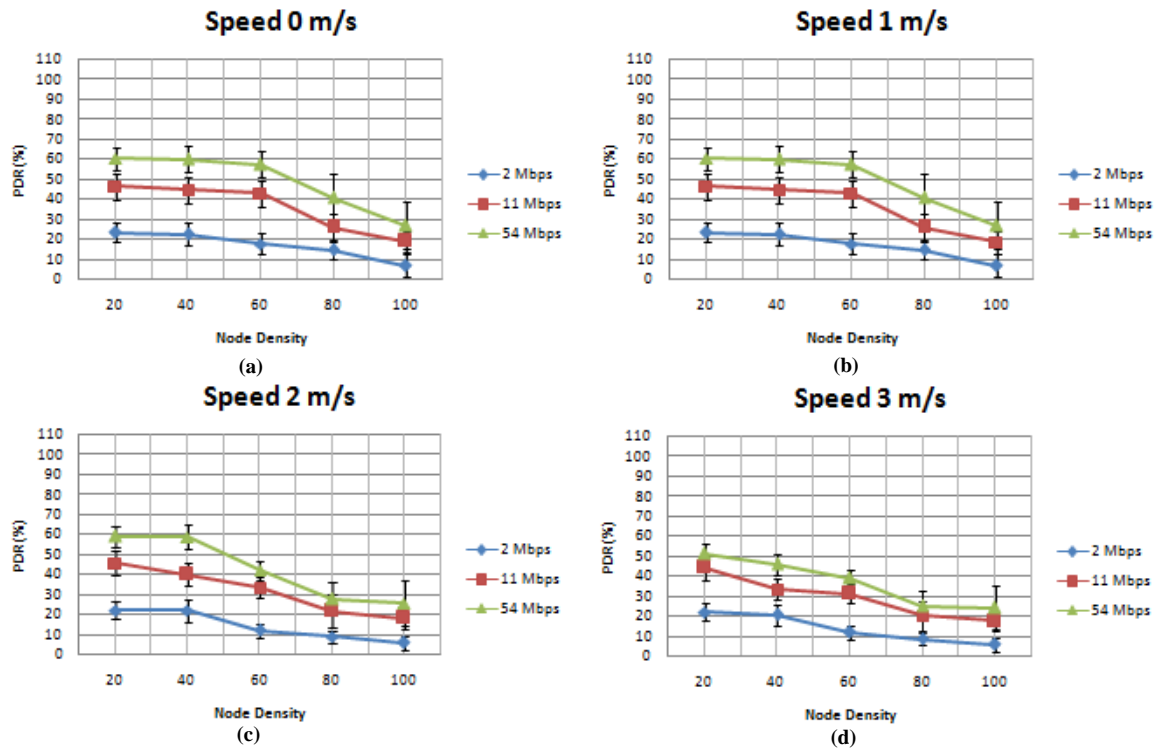 Speed 0 m/s
110
100
90
80
70
60
50
40
30
20
10
0
PDR(%)
20 40 60 80 100
Node Density
2 Mbps
11 Mbps
54 Mbps
(a)
Speed 1 m/s
110
100
90
80
70
60
50
40
30
20
10
0
PDR(%)
20 40 60 80 100
Node Density
2 Mbps
11 Mbps
54 Mbps
(b)
Speed 2 m/s
110
100
90
80
70
60
50
40
30
20
10
0
PDR(%)
20 40 60 80 100
Node Density
2 Mbps
11 Mbps
54 Mbps
(c)
Speed 3 m/s
110
100
90
80
70
60
50
40
30
20
10
0
PDR(%)
20 40 60 80 100
Node Density
2 Mbps
11 Mbps
54 Mbps
(d)